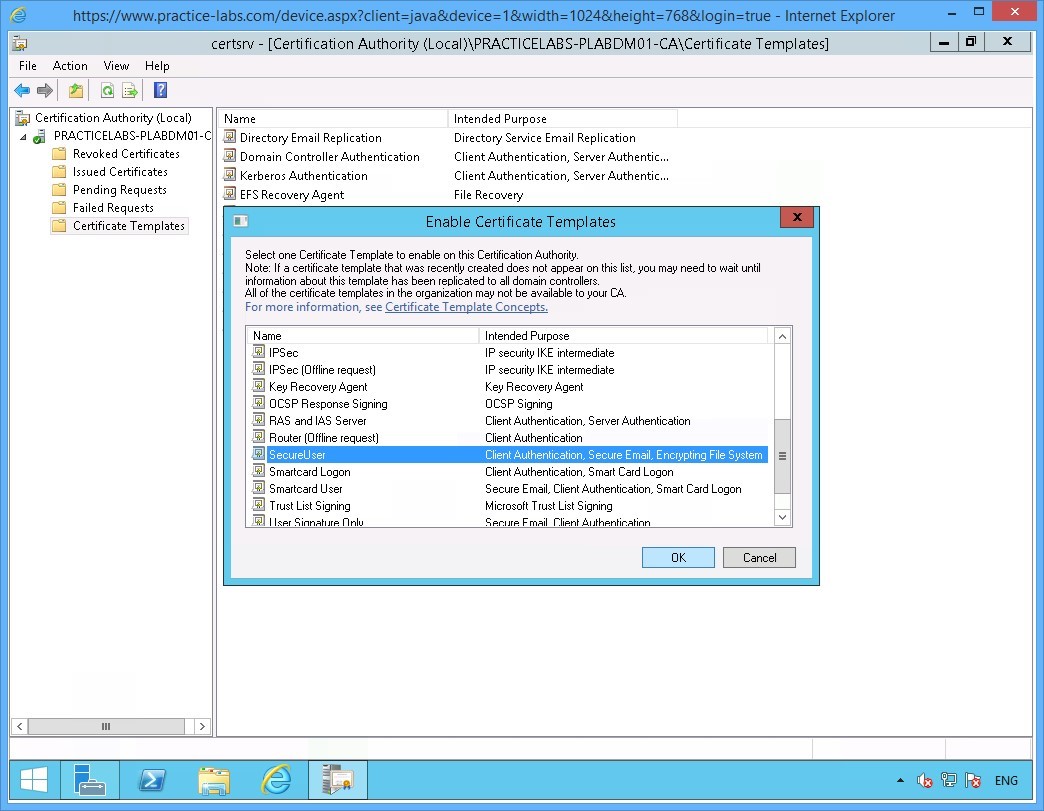 https://www.practice-labs.com/device.aspx?client=java&device=1&width=1024&height=768&login=true - Internet Explorer
certsrv - [Certification Authority (Local)\PRACTICELABS-PLABDM01-CA\Certificate Templates]
File Action View Help
Certification Authority (Local)
PRACTICELABS-PLABDM01-C
Revoked Certificates
Issued Certificates
Pending Requests
Failed Requests
Certificate Templates
Name Intended Purpose
Directory Email Replication Directory Service Email Replication
Domain Controller Authentication Client Authentication, Server Authentic...
Kerberos Authentication Client Authentication, Server Authentic...
EFS Recovery Agent File Recovery
Enable Certificate Templates
Select one Certificate Template to enable on this Certification Authority.
Note: If a certificate template that was recently created does not appear on this list, you may need to wait until
information about this template has been replicated to all domain controllers.
All of the certificate templates in the organization may not be available to your CA.
For more information, see Certificate Template Concepts.
Name Intended Purpose
IPSec IP security IKE intermediate
IPSec (Offline request) IP security IKE intermediate
Key Recovery Agent Key Recovery Agent
OCSP Response Signing OCSP Signing
RAS and IAS Server Client Authentication, Server Authentication
Router (Offline request) Client Authentication
SecureUser Client Authentication, Secure Email, Encrypting File System
Smartcard Logon Client Authentication, Smart Card Logon
Smartcard User Secure Email, Client Authentication, Smart Card Logon
Trust List Signing Microsoft Trust List Signing
User Signature Only Secure Email, Client Authentication
OK Cancel
ENG